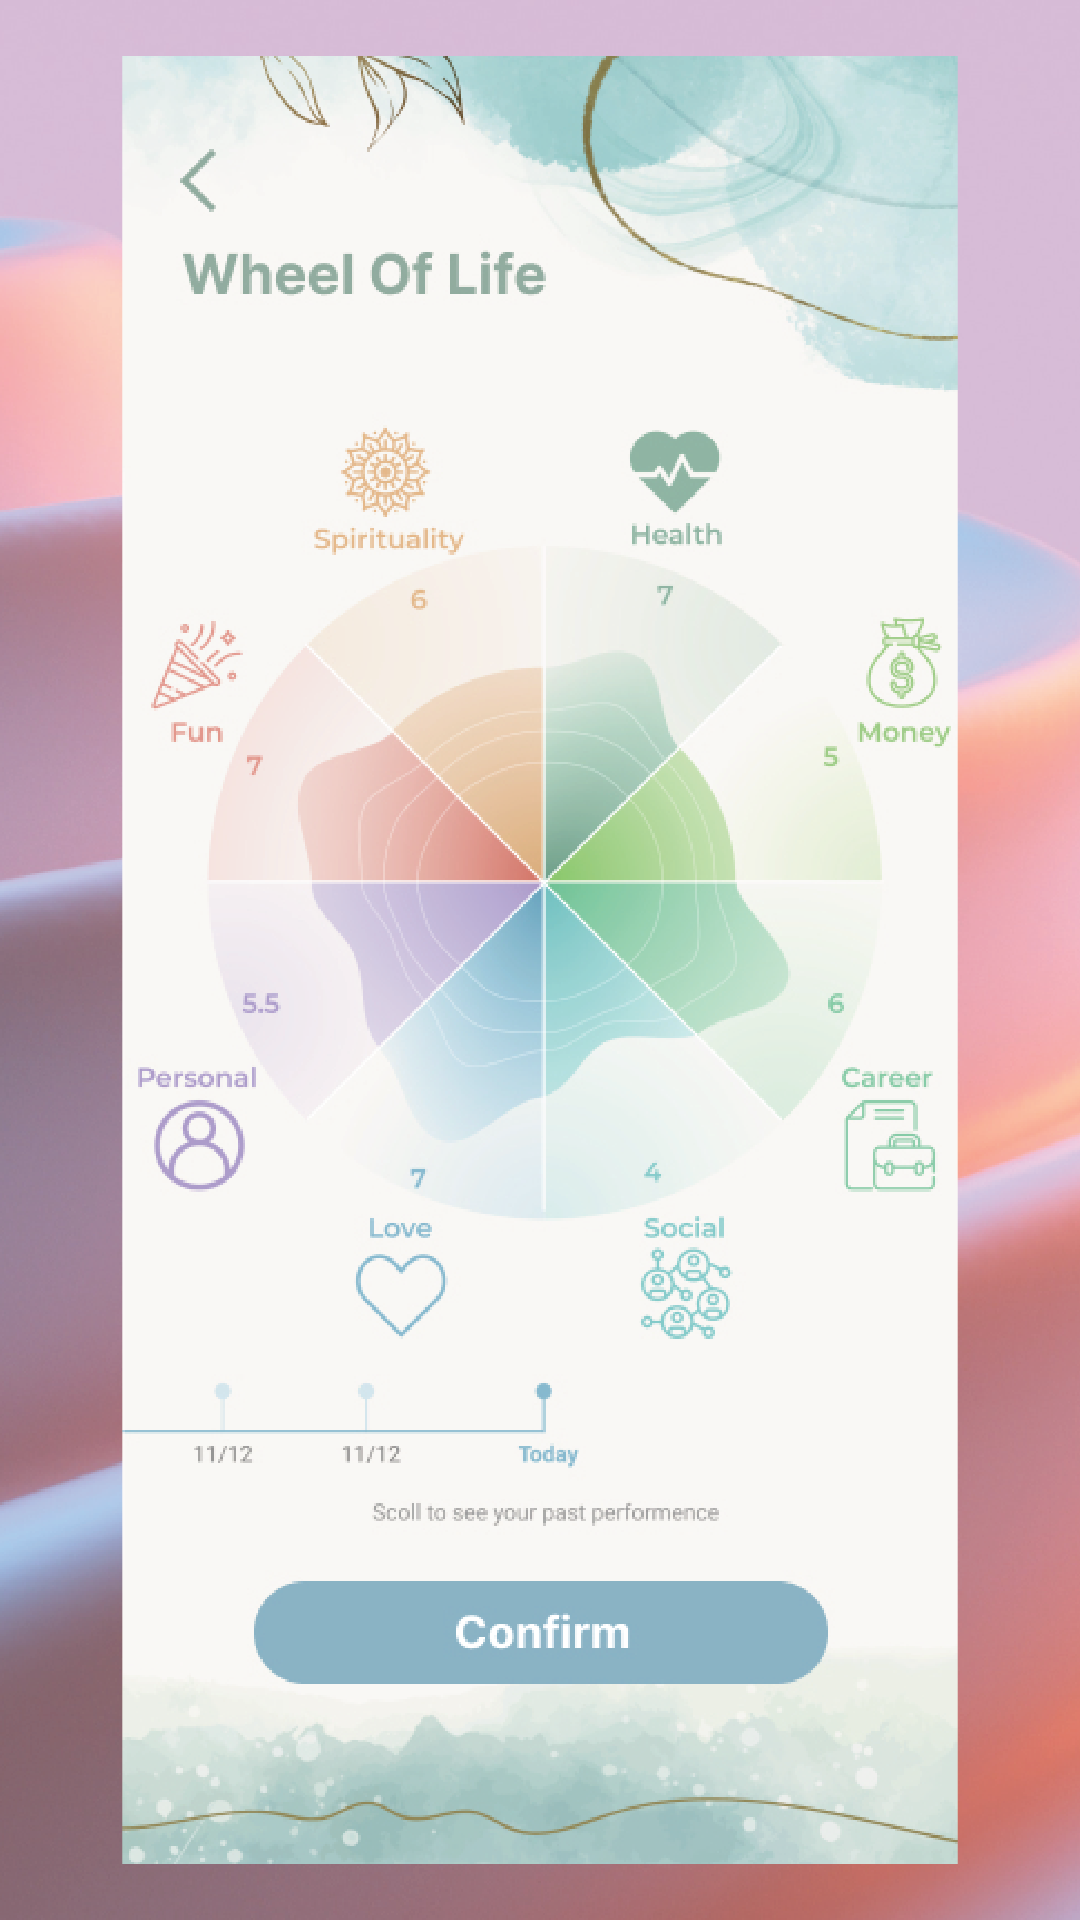 Wheel Of Life
Spirituality
Health
6
7
Fun
Money
7
5
5.5
6
Personal
Career
7
4
Love
Social
11/12
11/12
Today
Scoll to see your past performence
Confirm